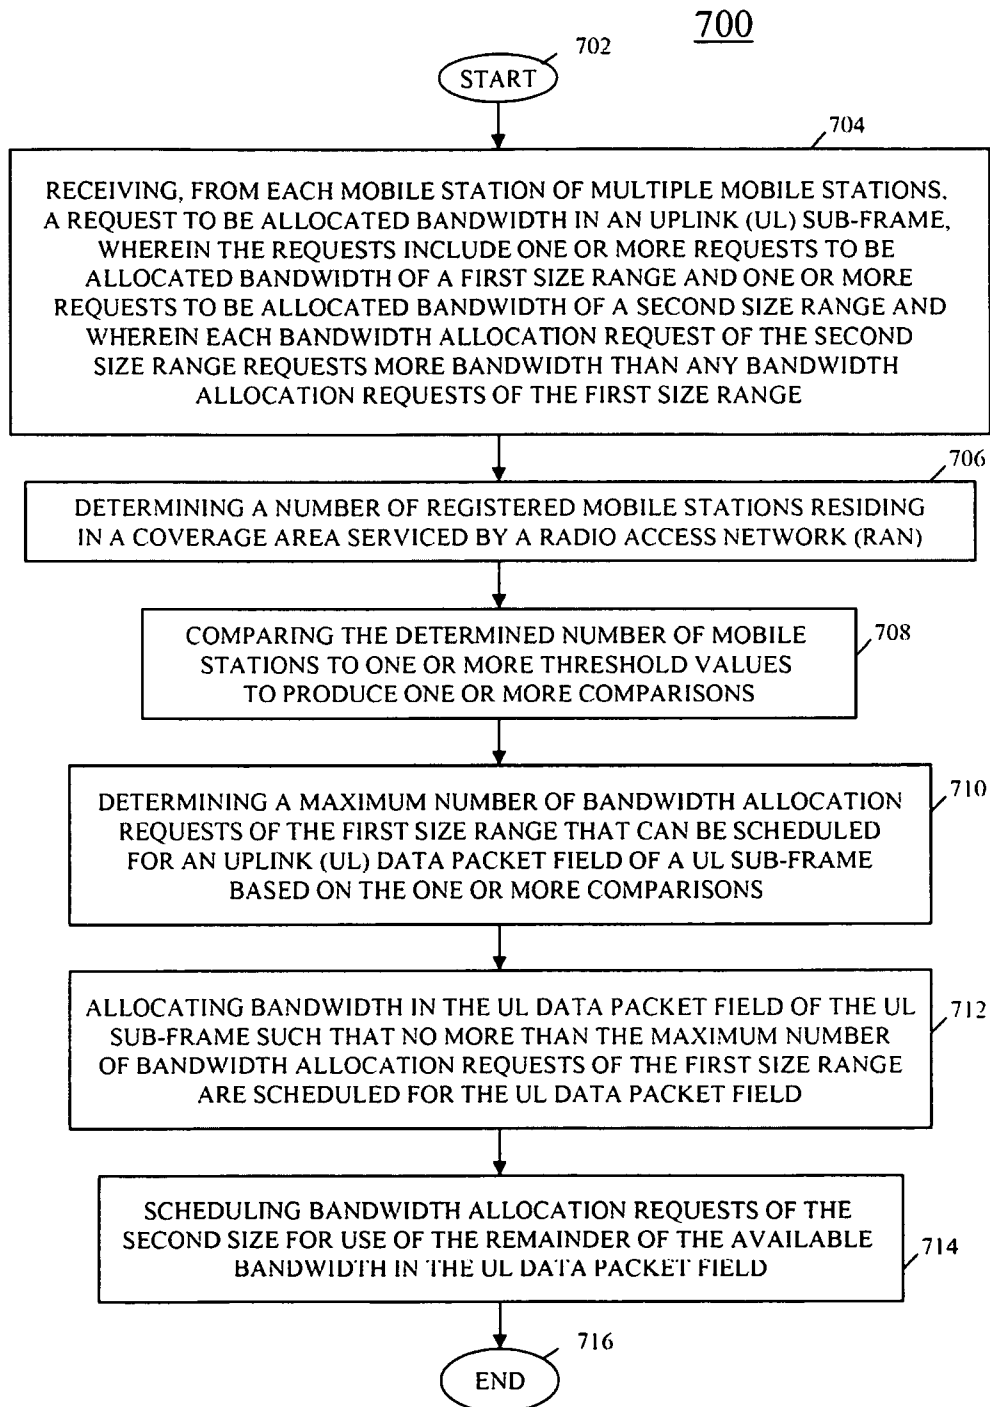 700
702
START
704
RECEIVING, FROM EACH MOBILE STATION OF MULTIPLE MOBILE STATIONS,
A REQUEST TO BE ALLOCATED BANDWIDTH IN AN UPLINK (UL) SUB-FRAME,
WHEREIN THE REQUESTS INCLUDE ONE OR MORE REQUESTS TO BE
ALLOCATED BANDWIDTH OF A FIRST SIZE RANGE AND ONE OR MORE
REQUESTS TO BE ALLOCATED BANDWIDTH OF A SECOND SIZE RANGE AND
WHEREIN EACH BANDWIDTH ALLOCATION REQUEST OF THE SECOND
SIZE RANGE REQUESTS MORE BANDWIDTH THAN ANY BANDWIDTH
ALLOCATION REQUESTS OF THE FIRST SIZE RANGE
706
DETERMINING A NUMBER OF REGISTERED MOBILE STATIONS RESIDING
IN A COVERAGE AREA SERVICED BY A RADIO ACCESS NETWORK (RAN)
708
COMPARING THE DETERMINED NUMBER OF MOBILE
STATIONS TO ONE OR MORE THRESHOLD VALUES
TO PRODUCE ONE OR MORE COMPARISONS
710
DETERMINING A MAXIMUM NUMBER OF BANDWIDTH ALLOCATION
REQUESTS OF THE FIRST SIZE RANGE THAT CAN BE SCHEDULED
FOR AN UPLINK (UL) DATA PACKET FIELD OF A UL SUB-FRAME
BASED ON THE ONE OR MORE COMPARISONS
712
ALLOCATING BANDWIDTH IN THE UL DATA PACKET FIELD OF THE UL
SUB-FRAME SUCH THAT NO MORE THAN THE MAXIMUM NUMBER
OF BANDWIDTH ALLOCATION REQUESTS OF THE FIRST SIZE RANGE
ARE SCHEDULED FOR THE UL DATA PACKET FIELD
714
SCHEDULING BANDWIDTH ALLOCATION REQUESTS OF THE
SECOND SIZE FOR USE OF THE REMAINDER OF THE AVAILABLE
BANDWIDTH IN THE UL DATA PACKET FIELD
716
END